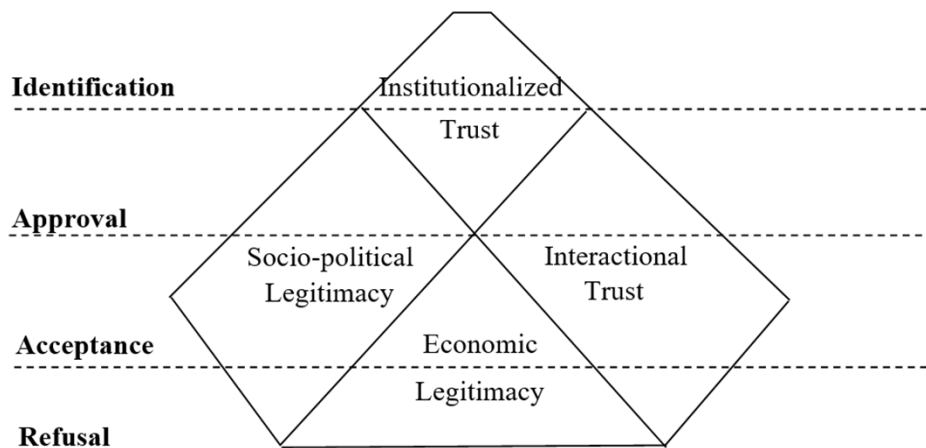 Identification
Institutionalized
Trust
Approval
Socio-political
Legitimacy
Interactional
Trust
Acceptance
Economic
Legitimacy
Refusal